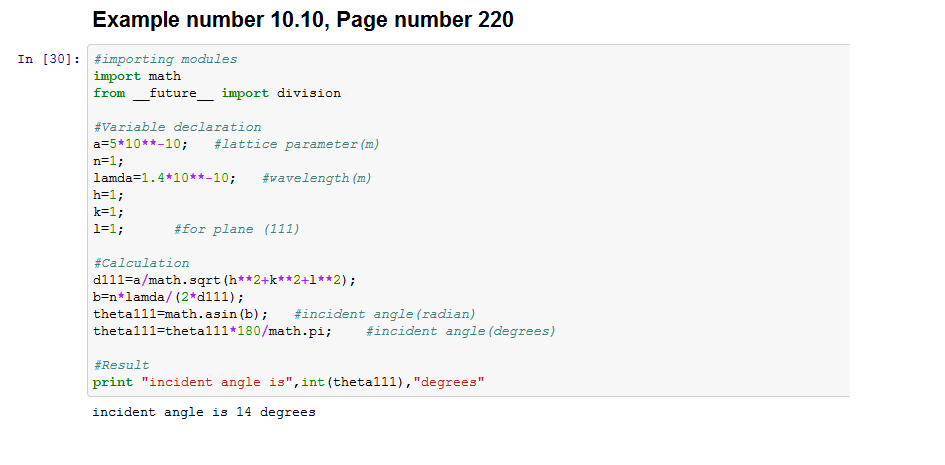 Example number 10.10, Page number 220
In [30]: #importing modules
import math
from __future__ import division
#Variable declaration
a=5*10**-10;   #lattice parameter(m)
n=1;
lamda=1.4*10**-10;   #wavelength(m)
h=1;
k=1;
l=1;      #for plane (111)
#Calculation
d111=a/math.sqrt(h**2+k**2+l**2);
b=n*lamda/(2*d111);
theta111=math.asin(b);   #incident angle(radian)
theta111=theta111*180/math.pi;    #incident angle(degrees)
#Result
print "incident angle is",int(theta111),"degrees"
incident angle is 14 degrees